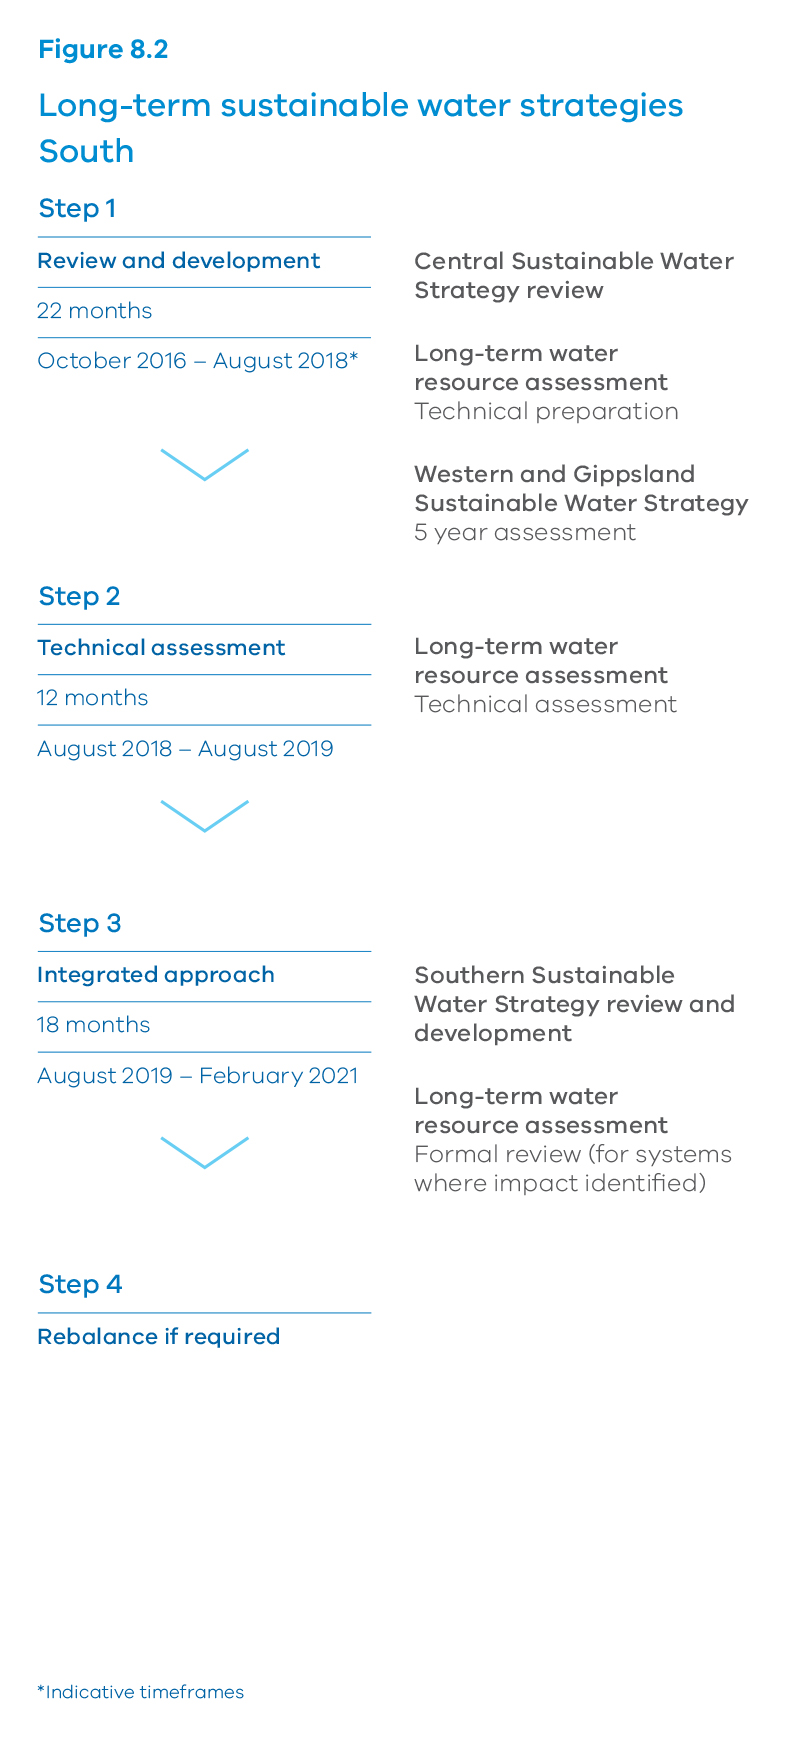 Figure 8.2
Long-term sustainable water strategies
South
Step 1
Review and development
22 months
October 2016 – August 2018*
Central Sustainable Water
Strategy review
Long-term water
resource assessment
Technical preparation
Western and Gippsland
Sustainable Water Strategy
5 year assessment
Step 2
Technical assessment
12 months
August 2018 – August 2019
Long-term water
resource assessment
Technical assessment
Step 3
Integrated approach
18 months
August 2019 – February 2021
Southern Sustainable
Water Strategy review and
development
Long-term water
resource assessment
Formal review (for systems
where impact identified)
Step 4
Rebalance if required
*Indicative timeframes